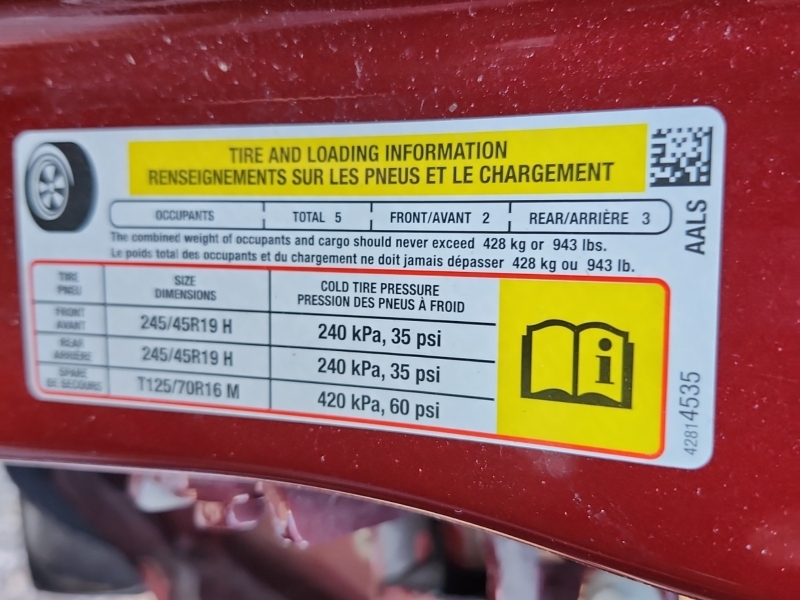 TIRE AND LOADING INFORMATION
RENSEIGNEMENTS SUR LES PNEUS ET LE CHARGEMENT
OCCUPANTS TOTAL 5 FRONT/AVANT 2 REAR/ARRIÈRE 3
The combined weight of occupants and cargo should never exceed 428 kg or 943 lbs.
Le poids total des occupants et du chargement ne doit jamais dépasser 428 kg ou 943 lb.
TIRE SIZE COLD TIRE PRESSURE
PNEU DIMENSIONS PRESSION DES PNEUS À FROID
FRONT
AVANT 245/45R19 H 240 kPa, 35 psi
REAR
ARRIÈRE 245/45R19 H 240 kPa, 35 psi
SPARE
DE SECOURS T125/70R16 M 420 kPa, 60 psi
AALS
42814535